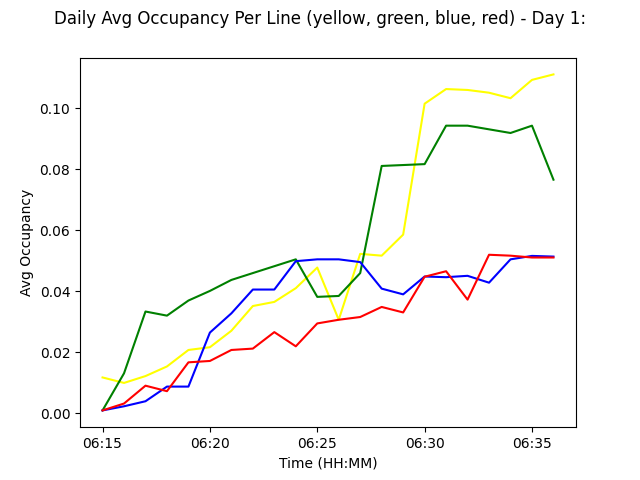 Daily Avg Occupancy Per Line (yellow, green, blue, red) - Day 1:
0.10
0.08
0.06
0.04
0.02
0.00
Avg Occupancy
06:15 06:20 06:25 06:30 06:35
Time (HH:MM)